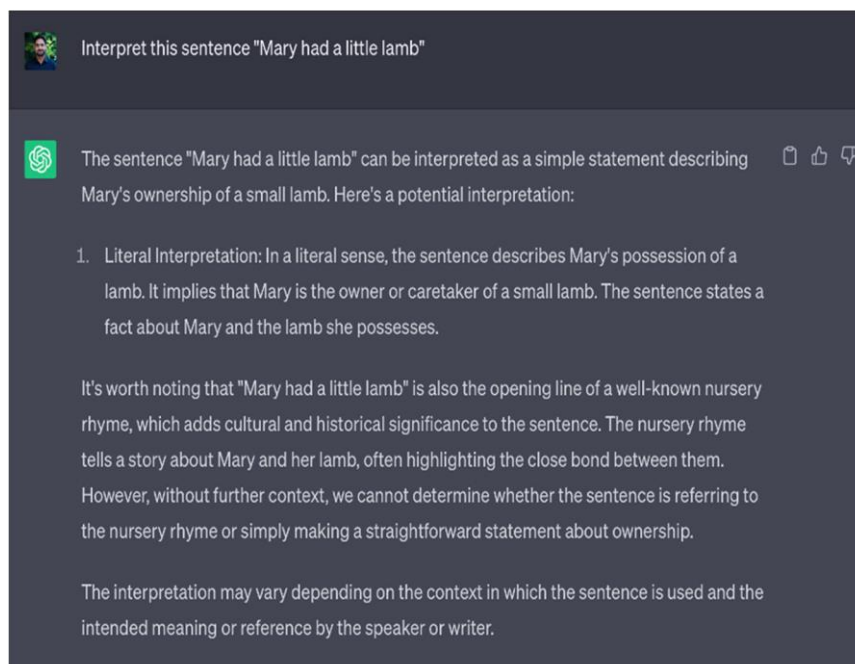 Interpret this sentence "Mary had a little lamb"
The sentence "Mary had a little lamb" can be interpreted as a simple statement describing
Mary's ownership of a small lamb. Here's a potential interpretation:
1. Literal Interpretation: In a literal sense, the sentence describes Mary's possession of a
lamb. It implies that Mary is the owner or caretaker of a small lamb. The sentence states a
fact about Mary and the lamb she possesses.
It's worth noting that "Mary had a little lamb" is also the opening line of a well-known nursery
rhyme, which adds cultural and historical significance to the sentence. The nursery rhyme
tells a story about Mary and her lamb, often highlighting the close bond between them.
However, without further context, we cannot determine whether the sentence is referring to
the nursery rhyme or simply making a straightforward statement about ownership.
The interpretation may vary depending on the context in which the sentence is used and the
intended meaning or reference by the speaker or writer.